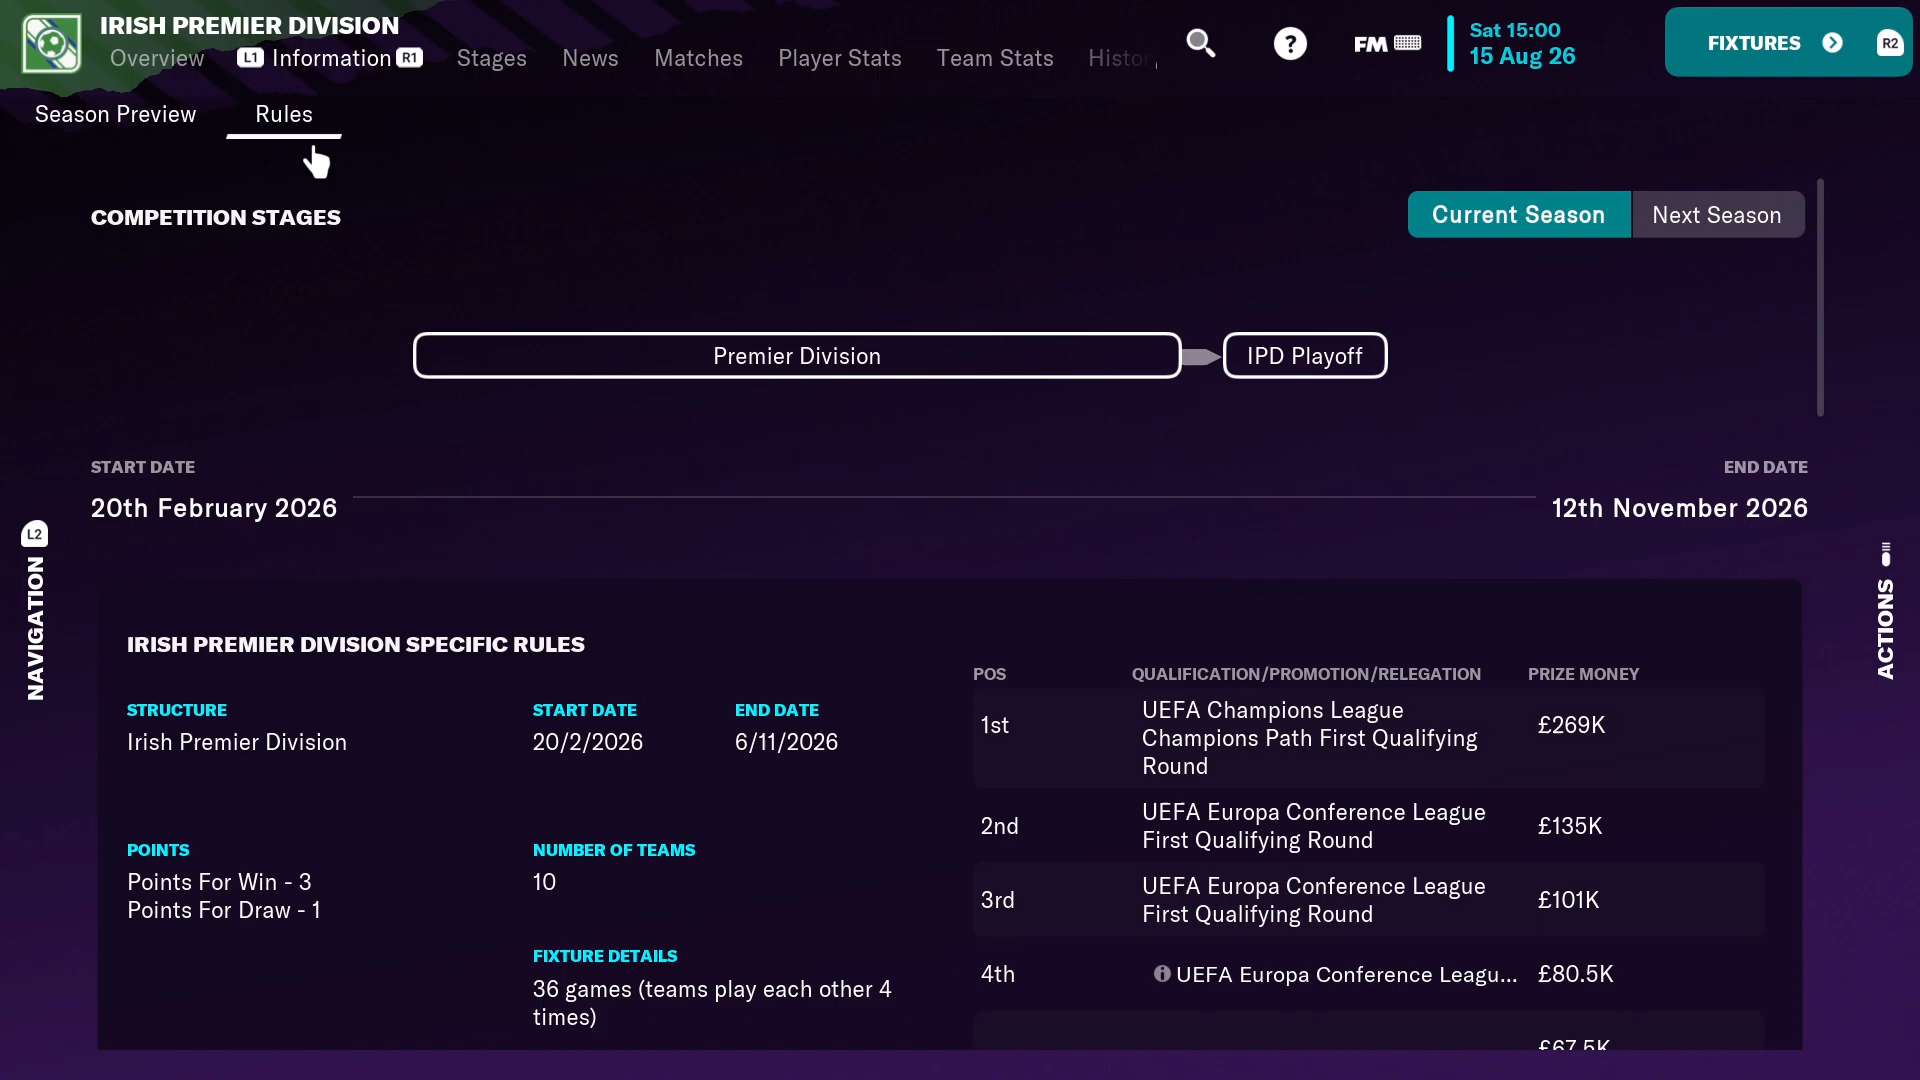 IRISH PREMIER DIVISION
Overview L1 Information R1 Stages News Matches Player Stats Team Stats Histor
?
FM
Sat 15:00
15 Aug 26
FIXTURES R2
Season Preview Rules
COMPETITION STAGES
Current Season Next Season
Premier Division IPD Playoff
START DATE
20th February 2026
END DATE
12th November 2026
L2
NAVIGATION
ACTIONS
IRISH PREMIER DIVISION SPECIFIC RULES
STRUCTURE
Irish Premier Division
START DATE
20/2/2026
END DATE
6/11/2026
POINTS
Points For Win - 3
Points For Draw - 1
NUMBER OF TEAMS
10
FIXTURE DETAILS
36 games (teams play each other 4
times)
POS QUALIFICATION/PROMOTION/RELEGATION PRIZE MONEY
1st UEFA Champions League
Champions Path First Qualifying
Round £269K
2nd UEFA Europa Conference League
First Qualifying Round £135K
3rd UEFA Europa Conference League
First Qualifying Round £101K
4th UEFA Europa Conference Leagu... £80.5K
£67.5K